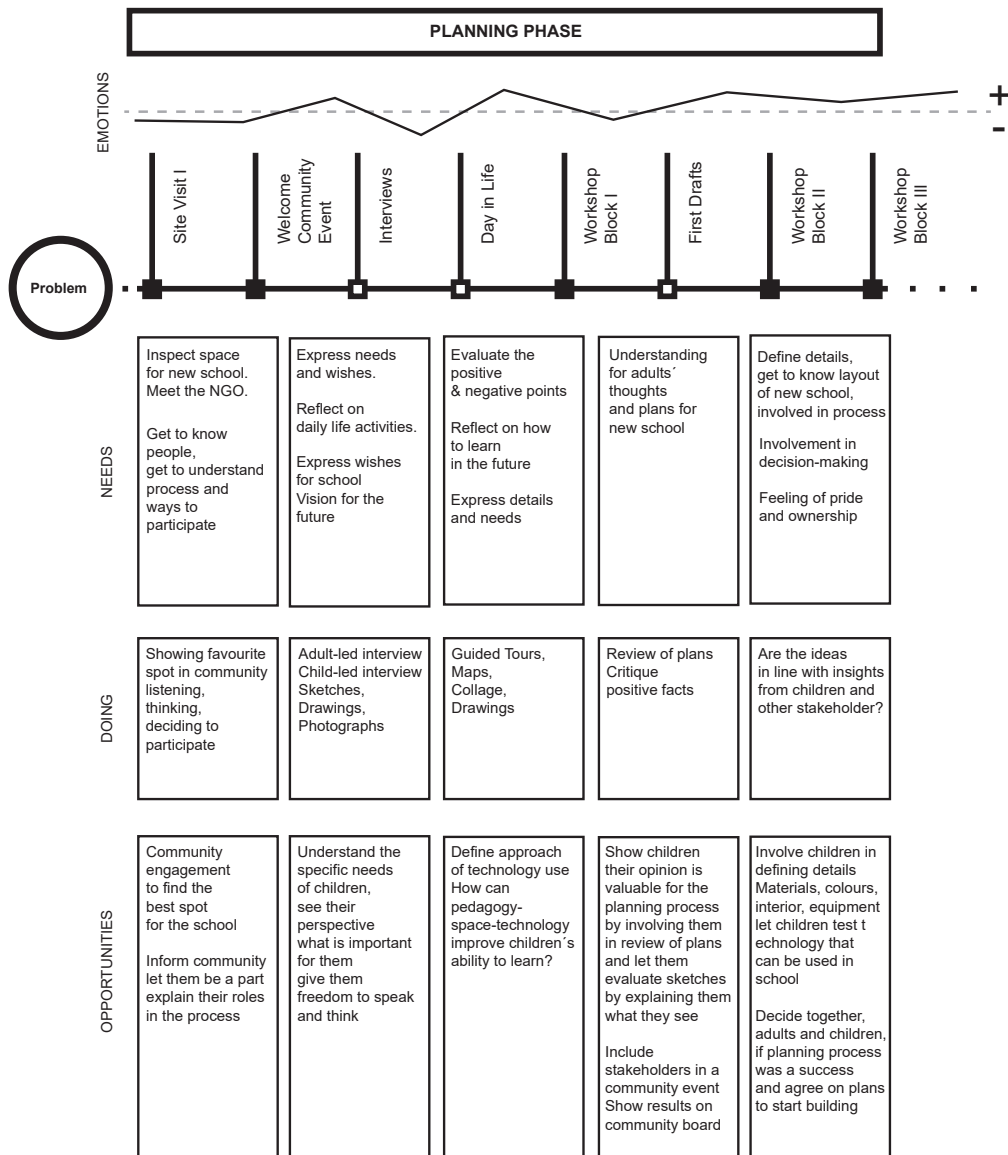 PLANNING PHASE
EMOTIONS
+
-
Site Visit I
Welcome
Community
Event
Interviews
Day in Life
Workshop
Block I
First Drafts
Workshop
Block II
Workshop
Block III
Problem
NEEDS
Inspect space
for new school.
Meet the NGO.
Get to know
people,
get to understand
process and
ways to
participate
Express needs
and wishes.
Reflect on
daily life activities.
Express wishes
for school
Vision for the
future
Evaluate the
positive
& negative points
Reflect on how
to learn
in the future
Express details
and needs
Understanding
for adults´
thoughts
and plans for
new school
Define details,
get to know layout
of new school,
involved in process
Involvement in
decision-making
Feeling of pride
and ownership
DOING
Showing favourite
spot in community
listening,
thinking,
deciding to
participate
Adult-led interview
Child-led interview
Sketches,
Drawings,
Photographs
Guided Tours,
Maps,
Collage,
Drawings
Review of plans
Critique
positive facts
Are the ideas
in line with insights
from children and
other stakeholder?
OPPORTUNITIES
Community
engagement
to find the
best spot
for the school
Inform community
let them be a part
explain their roles
in the process
Understand the
specific needs
of children,
see their
perspective
what is important
for them
give them
freedom to speak
and think
Define approach
of technology use
How can
pedagogy-
space-technology
improve children´s
ability to learn?
Show children
their opinion is
valuable for the
planning process
by involving them
in review of plans
and let them
evaluate sketches
by explaining them
what they see
Include
stakeholders in a
community event
Show results on
community board
Involve children in
defining details
Materials, colours,
interior, equipment
let children test t
echnology that
can be used in
school
Decide together,
adults and children,
if planning process
was a success
and agree on plans
to start building